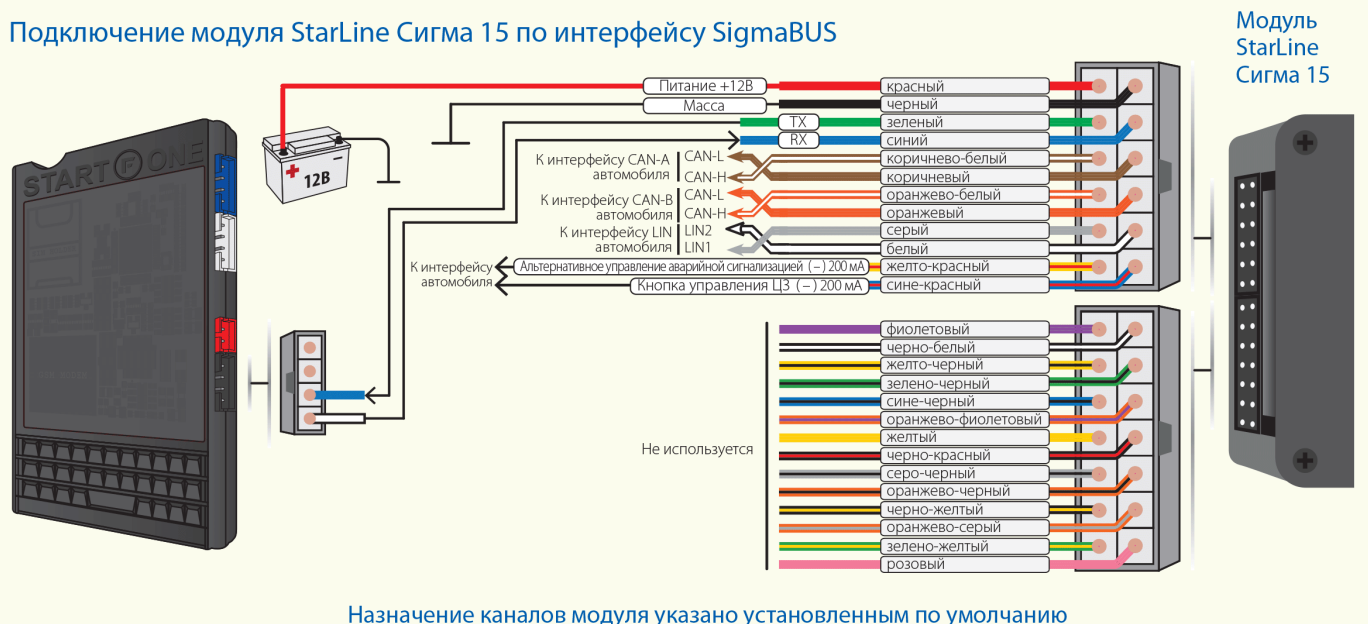 Подключение модуля StarLine Сигма 15 по интерфейсу SigmaBUS
Модуль
StarLine
Сигма 15
START F ONE
12В
Питание +12В
красный
Масса
черный
TX
зеленый
RX
синий
К интерфейсу CAN-A
автомобиля
CAN-L
коричнево-белый
CAN-H
коричневый
К интерфейсу CAN-B
автомобиля
CAN-L
оранжево-белый
CAN-H
оранжевый
К интерфейсу LIN
автомобиля
LIN2
серый
LIN1
белый
К интерфейсу
автомобиля
Альтернативное управление аварийной сигнализацией (–) 200 мА
желто-красный
Кнопка управления ЦЗ (–) 200 мА
сине-красный
Не используется
фиолетовый
черно-белый
желто-черный
зелено-черный
сине-черный
оранжево-фиолетовый
желтый
черно-красный
серо-черный
оранжево-черный
черно-желтый
оранжево-серый
зелено-желтый
розовый
Назначение каналов модуля указано установленным по умолчанию